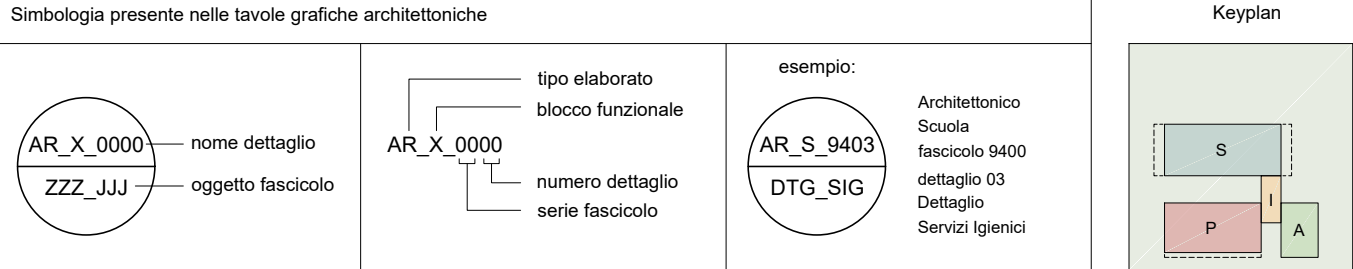 Simbologia presente nelle tavole grafiche architettoniche
AR_X_0000
nome dettaglio
ZZZ_JJJ
oggetto fascicolo
tipo elaborato
blocco funzionale
AR_X_0000
numero dettaglio
serie fascicolo
esempio:
AR_S_9403
DTG_SIG
Architettonico
Scuola
fascicolo 9400
dettaglio 03
Dettaglio
Servizi Igienici
Keyplan
S
I
P
A